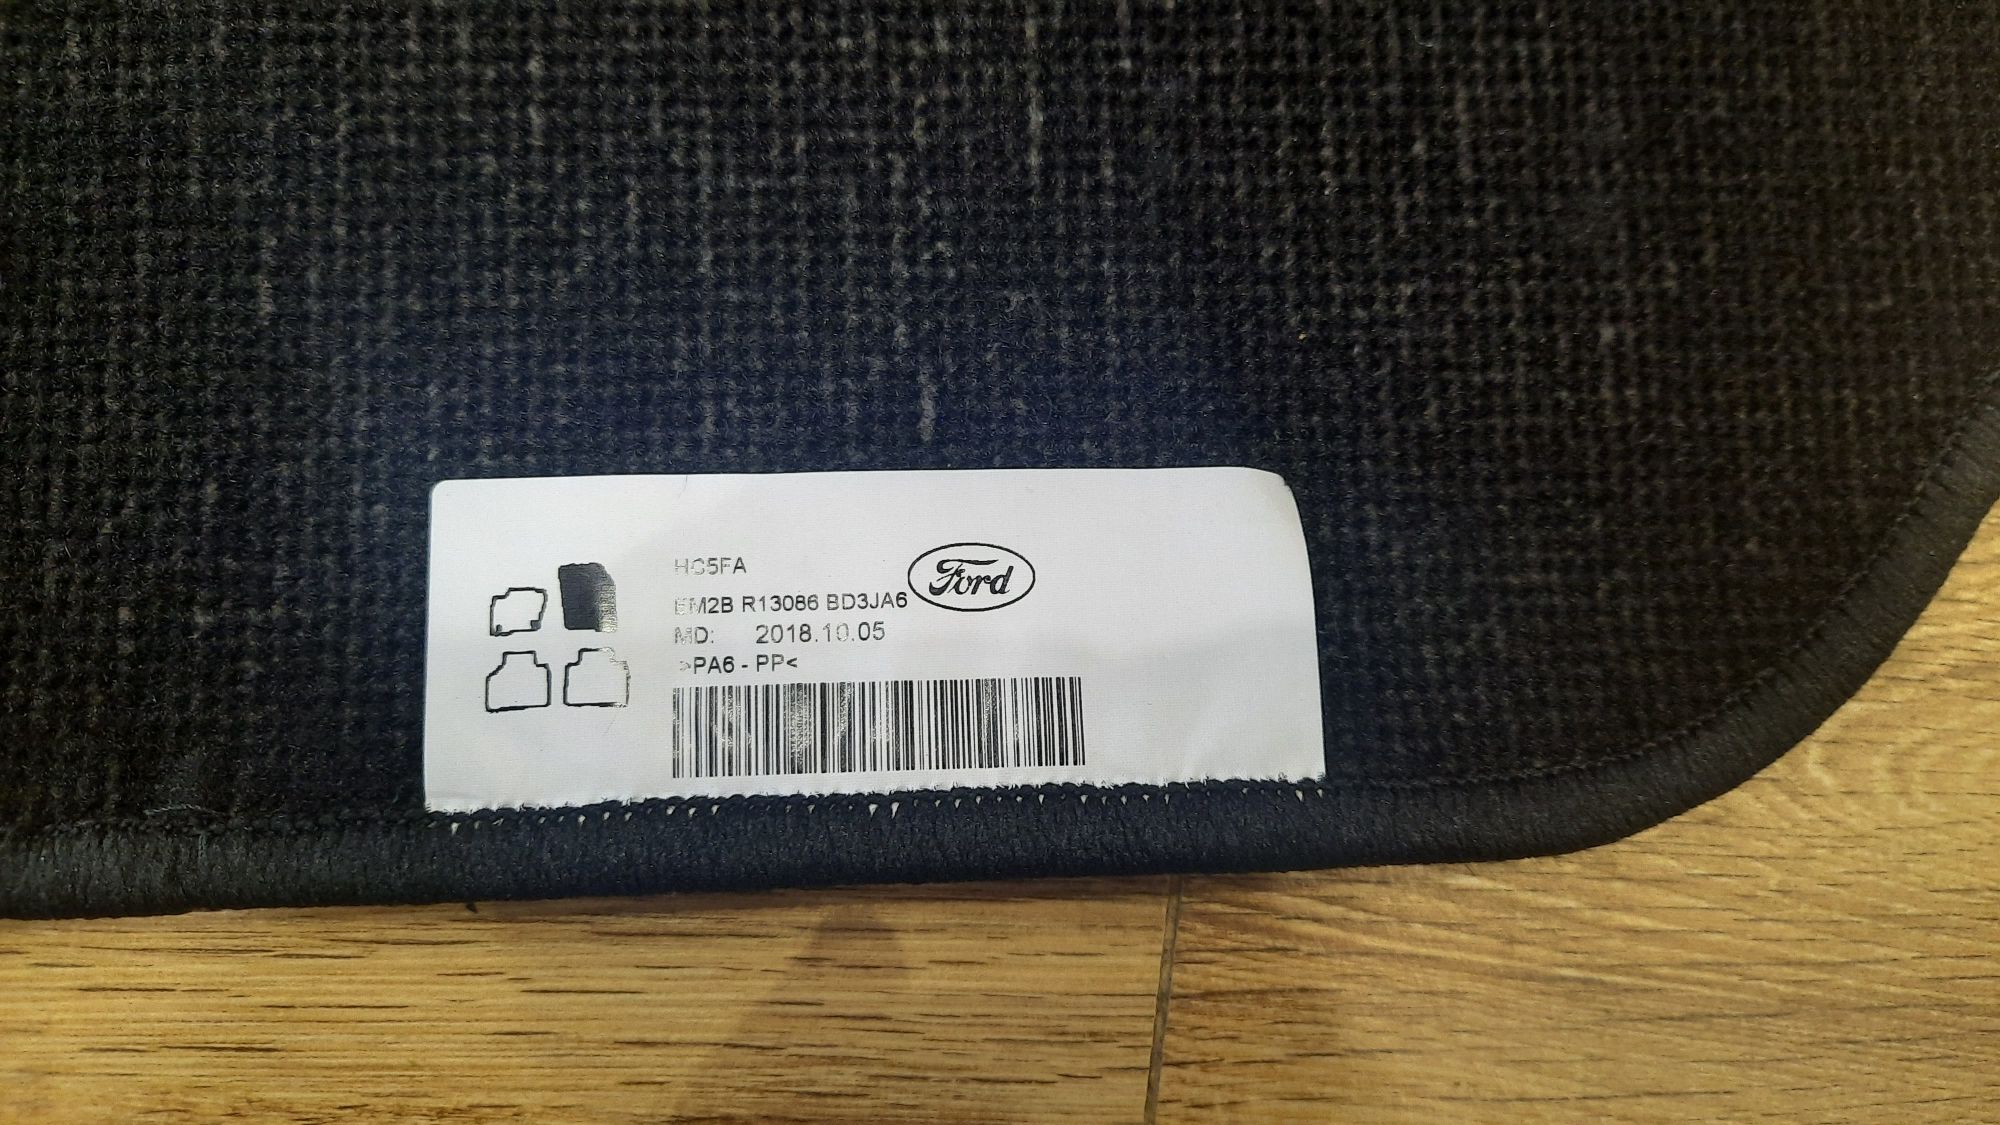 HC5FA
Ford
EM2B R13086 BD3JA6
MD: 2018.10.05
>PA6 - PP<